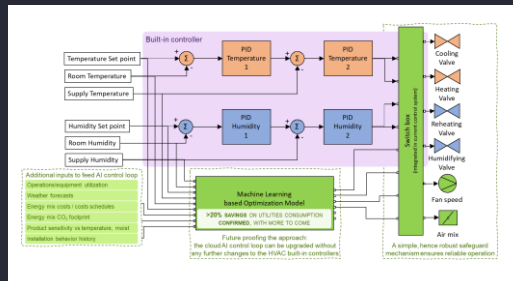 Built-in controller
Temperature Set point
Room Temperature
Supply Temperature
Humidity Set point
Room Humidity
Supply Humidity
+
Σ
-
PID
Temperature
1
+
Σ
-
PID
Temperature
2
+
Σ
-
PID
Humidity
1
+
Σ
-
PID
Humidity
2
Switch box
(integrated in current control system)
Cooling
Valve
Heating
Valve
Reheating
Valve
Humidifying
Valve
Fan speed
Air mix
Additional inputs to feed AI control loop
Operations/equipment utilization
Weather forecasts
Energy mix costs / costs schedules
Energy mix CO₂ footprint
Product sensitivity vs temperature, moist
Installation behavior history
Machine Learning
based Optimization Model
>20% SAVINGS ON UTILITIES CONSUMPTION
CONFIRMED, WITH MORE TO COME
Future proofing the approach:
the cloud AI control loop can be upgraded without
any further changes to the HVAC built-in controllers
A simple, hence robust safeguard
mechanism ensures reliable operation